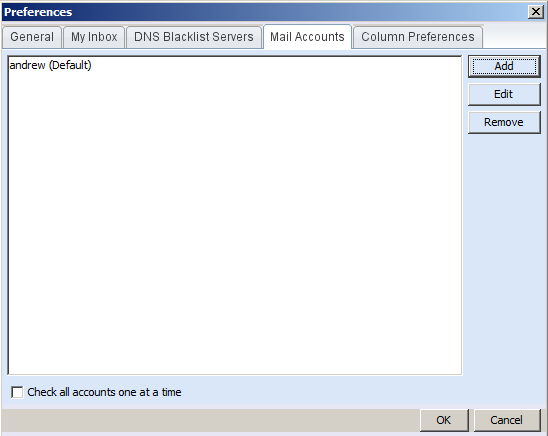 Preferences
General My Inbox DNS Blacklist Servers Mail Accounts Column Preferences
andrew (Default)
Add
Edit
Remove
Check all accounts one at a time
OK Cancel